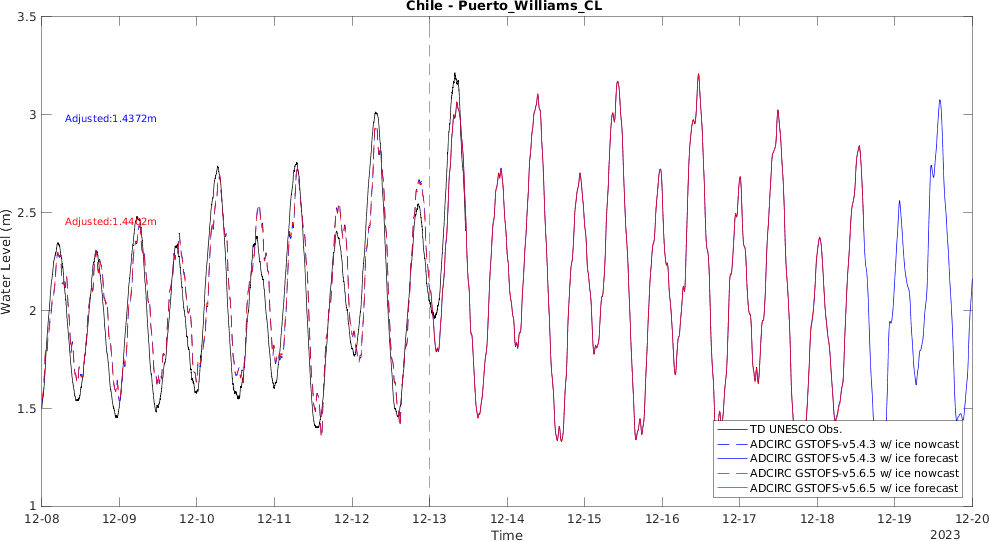 Chile - Puerto_Williams_CL
3.5
3
2.5
2
1.5
1
Water Level (m)
Adjusted:1.4372m
TD UNESCO Obs.
ADCIRC GSTOFS-v5.4.3 w/ ice nowcast
ADCIRC GSTOFS-v5.4.3 w/ ice forecast
ADCIRC GSTOFS-v5.6.5 w/ ice nowcast
ADCIRC GSTOFS-v5.6.5 w/ ice forecast
12-08 12-09 12-10 12-11 12-12 12-13 12-14 12-15 12-16 12-17 12-18 12-19 12-20
Time
2023